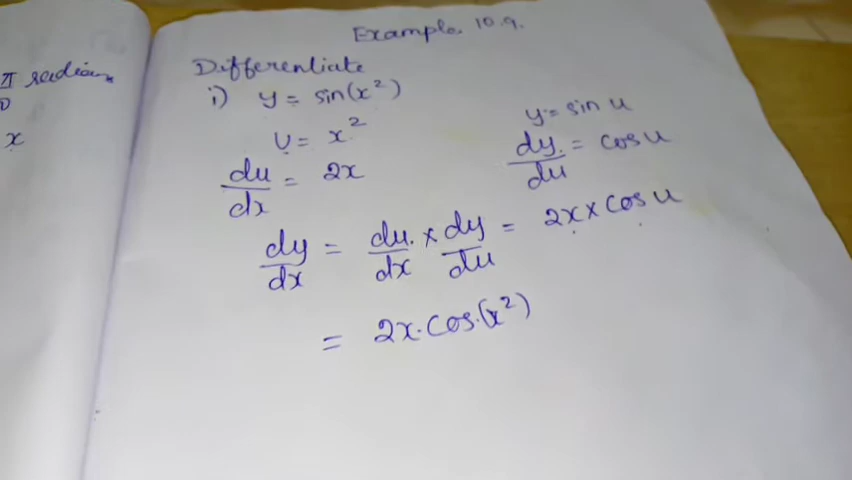 Example 10.9.
π radian
x
Differentiate
i) y = sin(x²)
u = x²
y = sin u
du/dx = 2x
dy/du = cos u
dy/dx = du/dx × dy/du = 2x × cos u
= 2x·cos(x²)